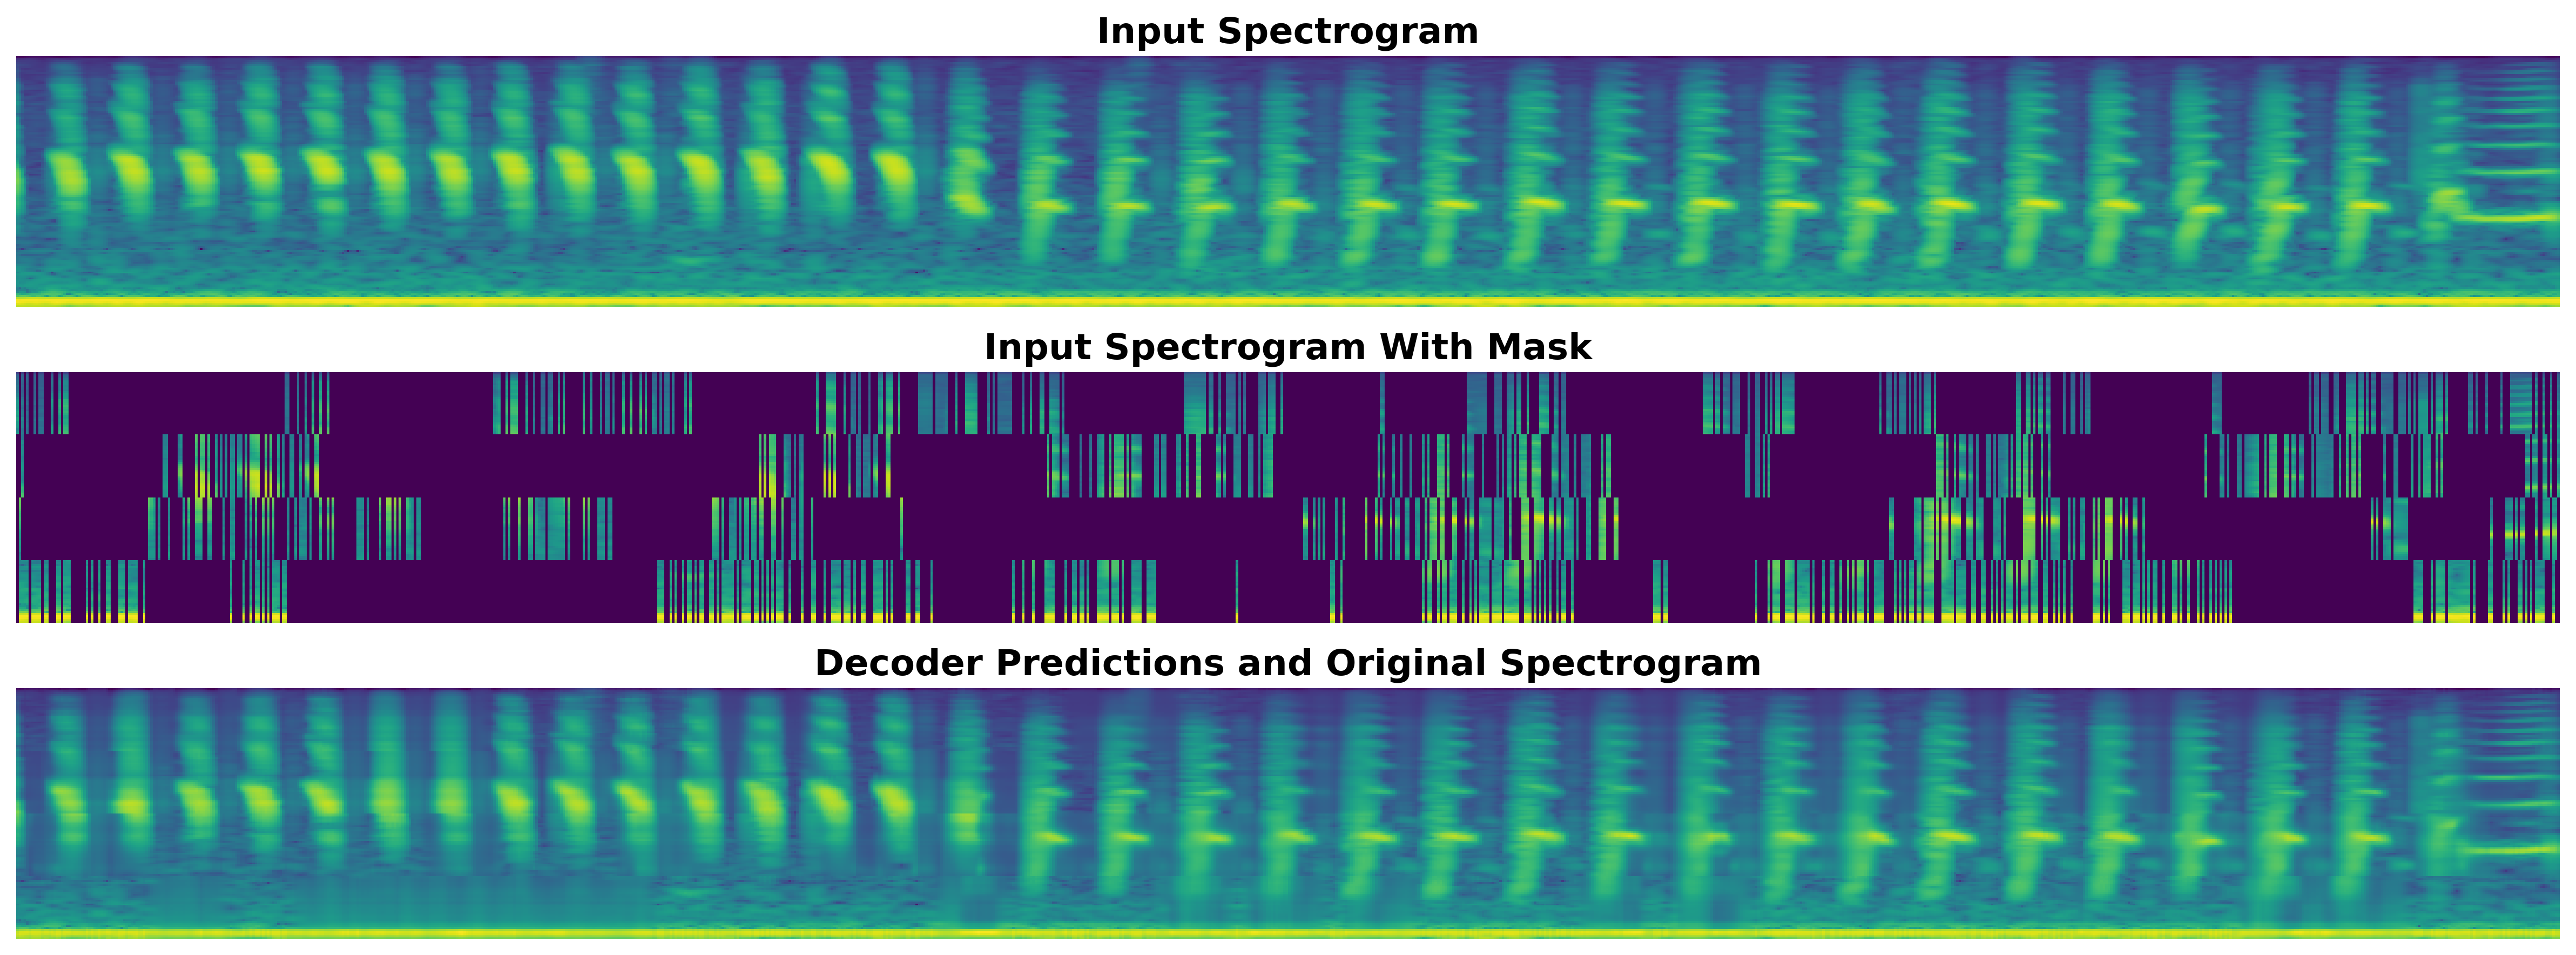 Input Spectrogram
Input Spectrogram With Mask
Decoder Predictions and Original Spectrogram